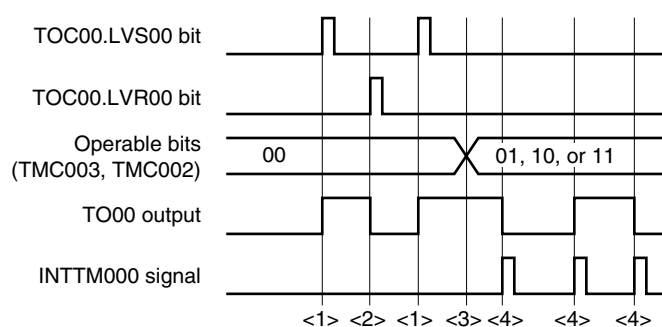 TOC00.LVS00 bit
TOC00.LVR00 bit
Operable bits
(TMC003, TMC002)
00
01, 10, or 11
TO00 output
INTTM000 signal
<1> <2> <1> <3> <4> <4> <4>